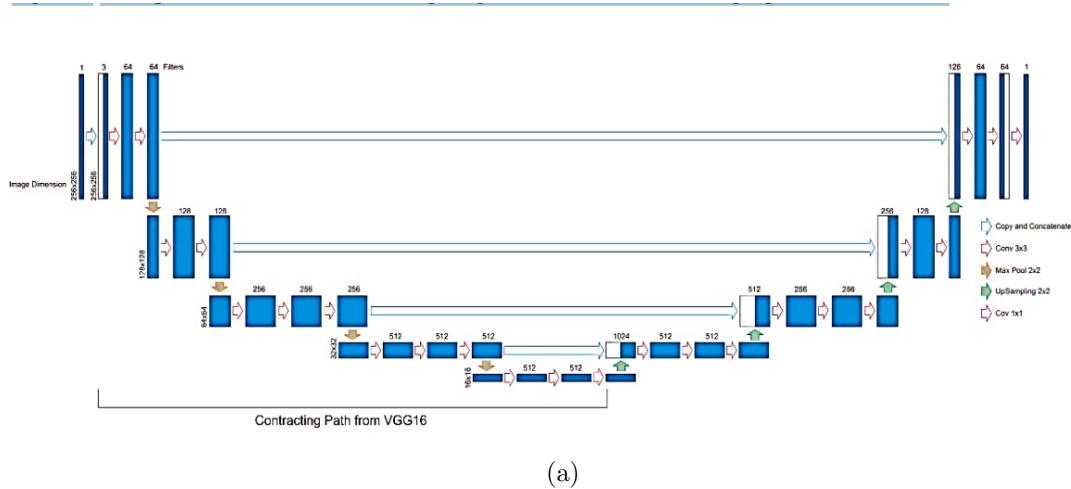 1 3 64 64 Filters 128 64 64 1
Image Dimension 256x256 256x256
128 128 256 128
128x128
Copy and Concatenate
Conv 3x3
Max Pool 2x2
UpSampling 2x2
Cov 1x1
256 256 256 512 256 256
64x64
512 512 512 1024 512 512
32x32
512 512
16x16
Contracting Path from VGG16
(a)